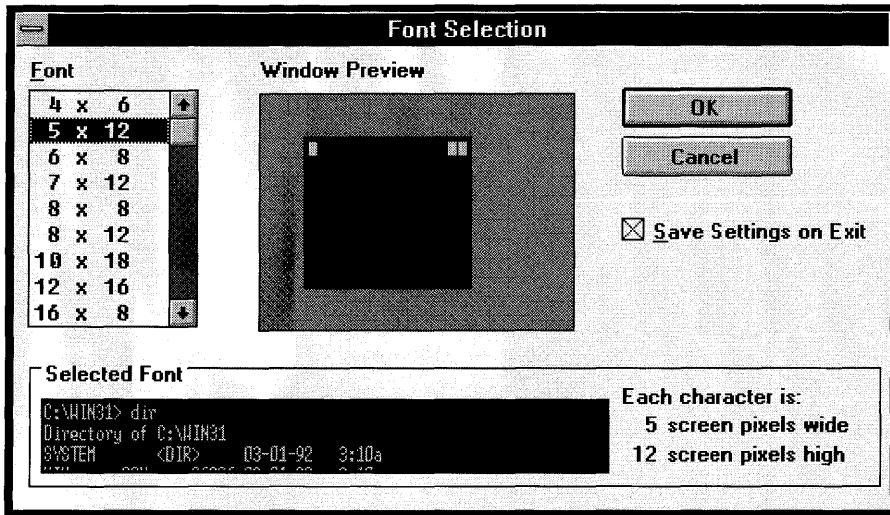 Font Selection
Font
Window Preview
4 x 6
5 x 12
6 x 8
7 x 12
8 x 8
8 x 12
10 x 18
12 x 16
16 x 8
OK
Cancel
Save Settings on Exit
Selected Font
C:\WIN31> dir
Directory of C:\WIN31
SYSTEM <DIR> 03-01-92 3:10a
Each character is:
5 screen pixels wide
12 screen pixels high